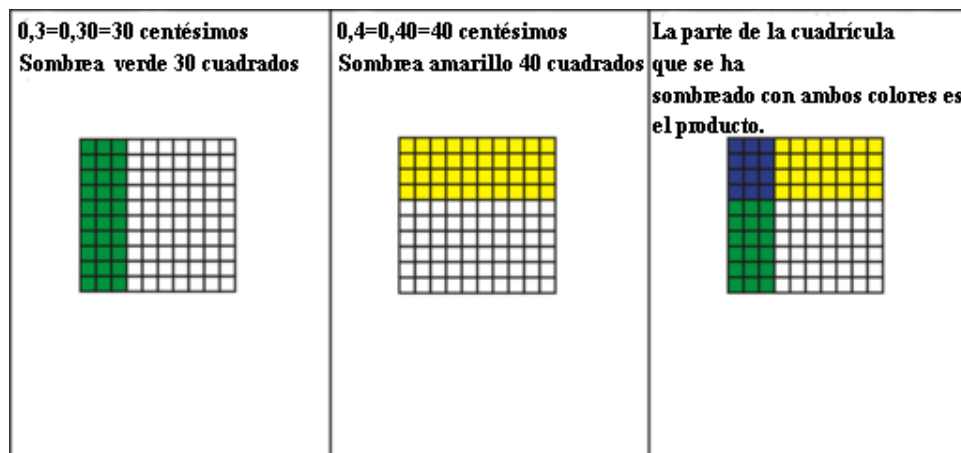 0,3=0,30=30 centésimos
Sombrea verde 30 cuadrados
0,4=0,40=40 centésimos
Sombrea amarillo 40 cuadrados
La parte de la cuadrícula
que se ha
sombreado con ambos colores es
el producto.